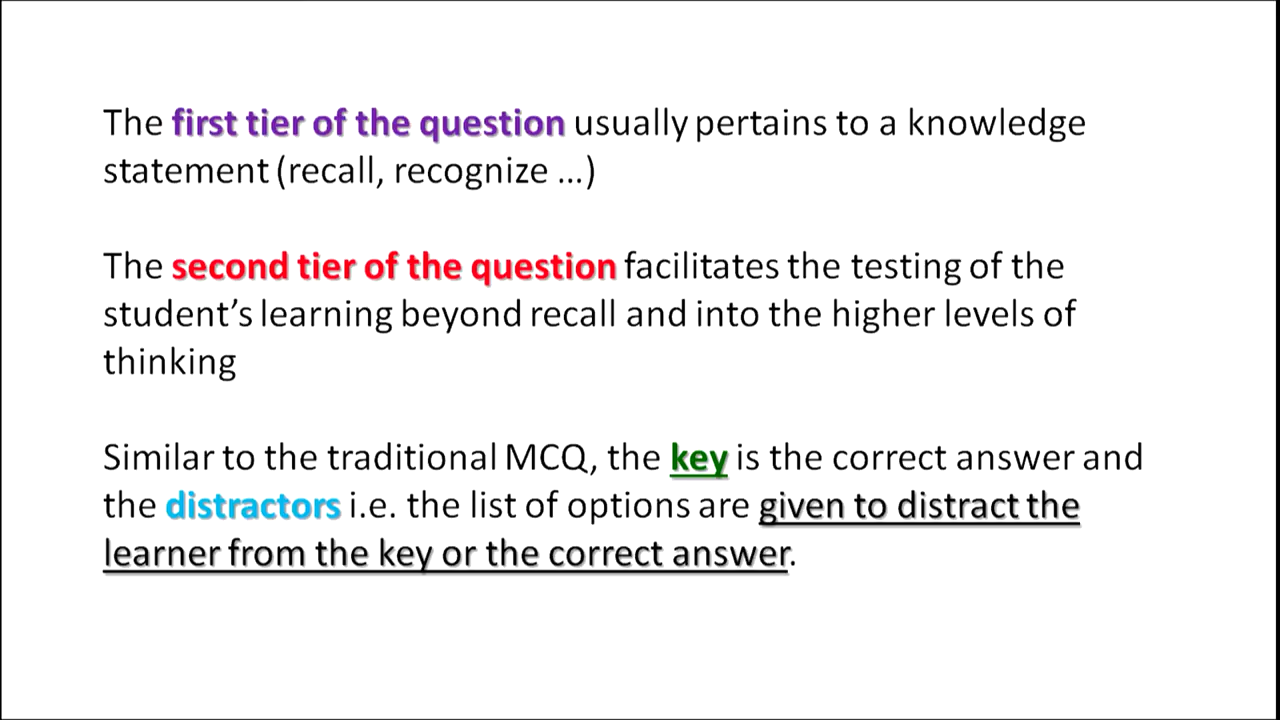 The first tier of the question usually pertains to a knowledge
statement (recall, recognize ...)
The second tier of the question facilitates the testing of the
student’s learning beyond recall and into the higher levels of
thinking
Similar to the traditional MCQ, the key is the correct answer and
the distractors i.e. the list of options are given to distract the
learner from the key or the correct answer.